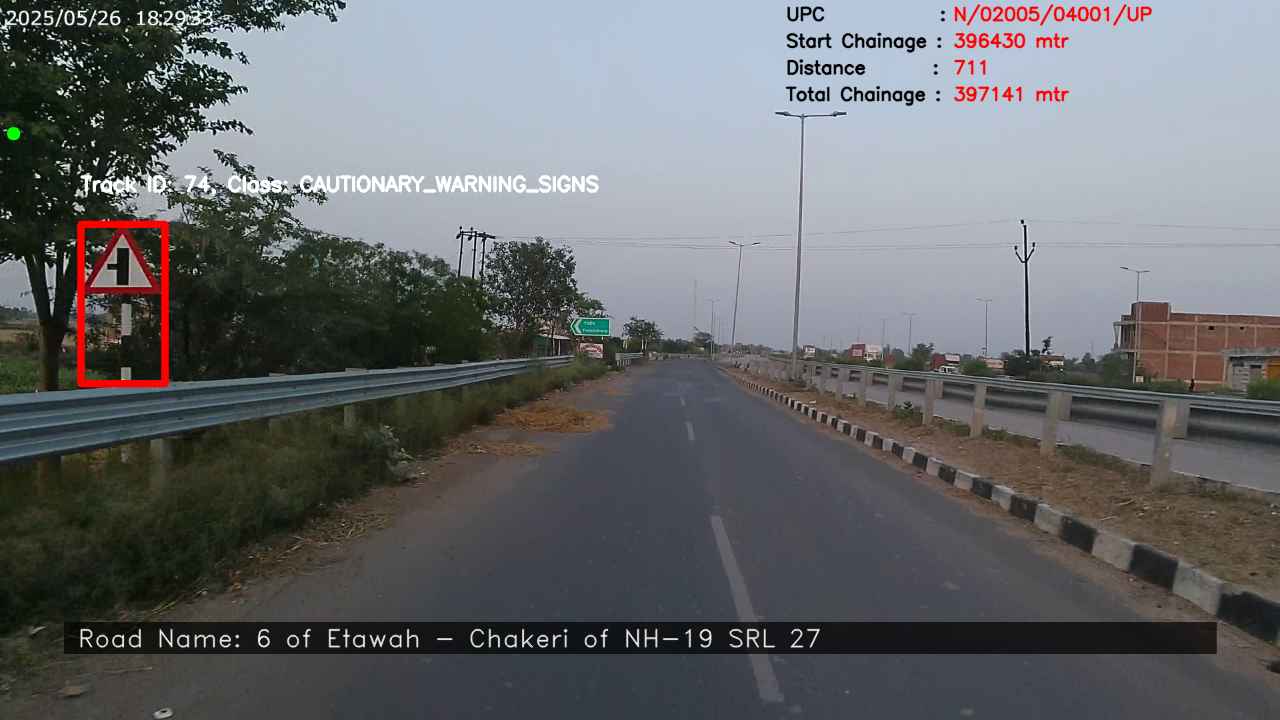 2025/05/26 18:29:33
UPC : N/02005/04001/UP
Start Chainage : 396430 mtr
Distance : 711
Total Chainage : 397141 mtr
Track ID: 74, Class: CAUTIONARY_WARNING_SIGNS
Road Name: 6 of Etawah - Chakeri of NH-19 SRL 27